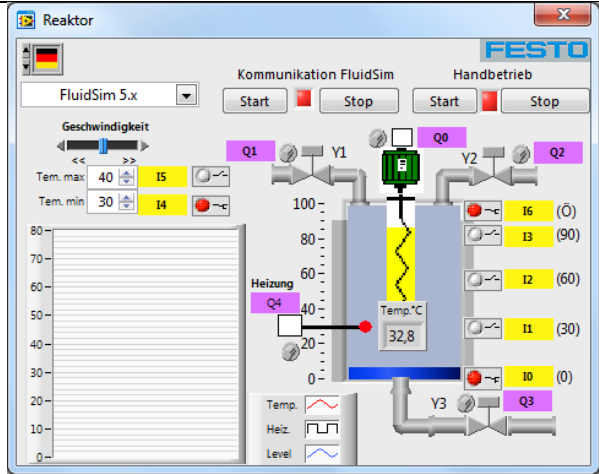 Reaktor
FESTO
Kommunikation FluidSim
Handbetrieb
FluidSim 5.x
Start
Stop
Start
Stop
Geschwindigkeit
<< >>
Tem. max 40 I5
Tem. min 30 I4
Q1 Y1
Q0
Y2 Q2
I6 (Ö)
I3 (90)
I2 (60)
I1 (30)
I0 (0)
100
80
60
40
20
0
Heizung
Q4
Temp.°C
32,8
Y3 Q3
80
70
60
50
40
30
20
10
0
Temp.
Heiz.
Level